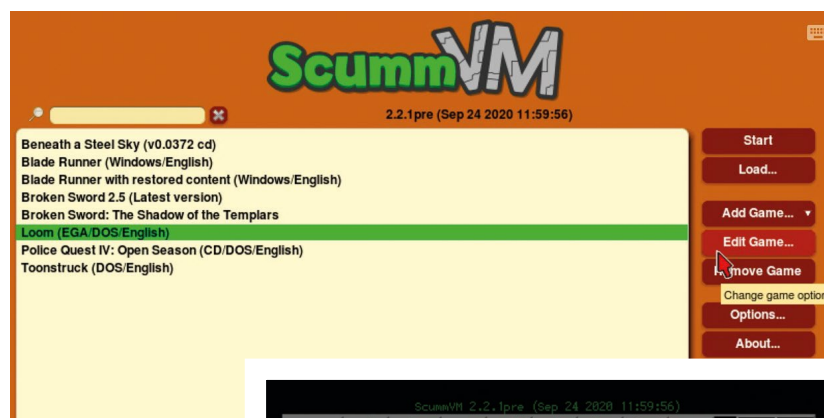 ScummVM
2.2.1pre (Sep 24 2020 11:59:56)
Beneath a Steel Sky (v0.0372 cd)
Blade Runner (Windows/English)
Blade Runner with restored content (Windows/English)
Broken Sword 2.5 (Latest version)
Broken Sword: The Shadow of the Templars
Loom (EGA/DOS/English)
Police Quest IV: Open Season (CD/DOS/English)
Toonstruck (DOS/English)
Start
Load...
Add Game...
Edit Game...
move Game
Change game option
Options...
About...
ScummVM 2.2.1pre (Sep 24 2020 11:59:56)